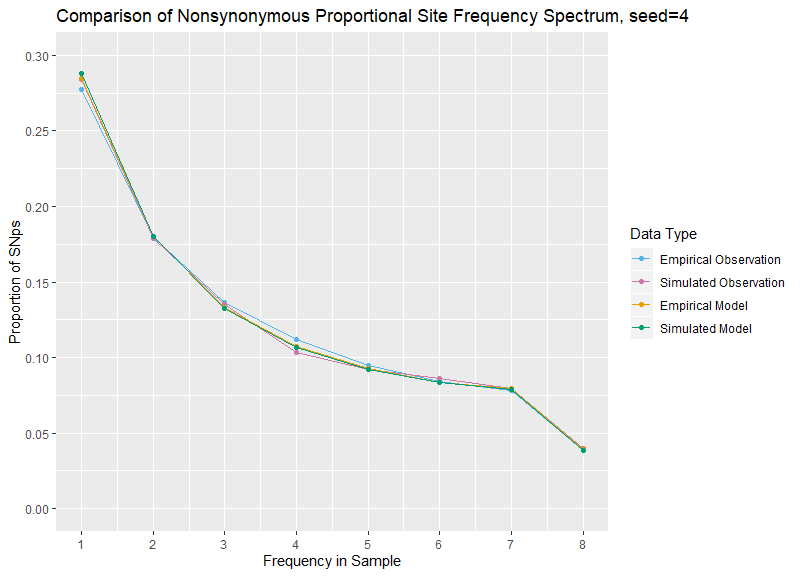 Comparison of Nonsynonymous Proportional Site Frequency Spectrum, seed=4
0.30
0.25
0.20
0.15
0.10
0.05
0.00
Proportion of SNps
1 2 3 4 5 6 7 8
Frequency in Sample
Data Type
Empirical Observation
Simulated Observation
Empirical Model
Simulated Model